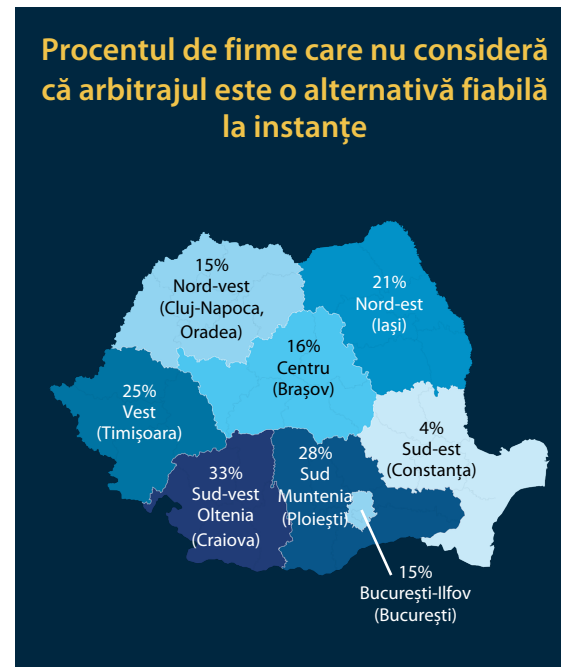 Procentul de firme care nu consideră
că arbitrajul este o alternativă fiabilă
la instanțe
15%
Nord-vest
(Cluj-Napoca,
Oradea)
21%
Nord-est
(Iași)
16%
Centru
(Brașov)
25%
Vest
(Timișoara)
4%
Sud-est
(Constanța)
33%
Sud-vest
Oltenia
(Craiova)
28%
Sud
Muntenia
(Ploiești)
15%
București-Ilfov
(București)